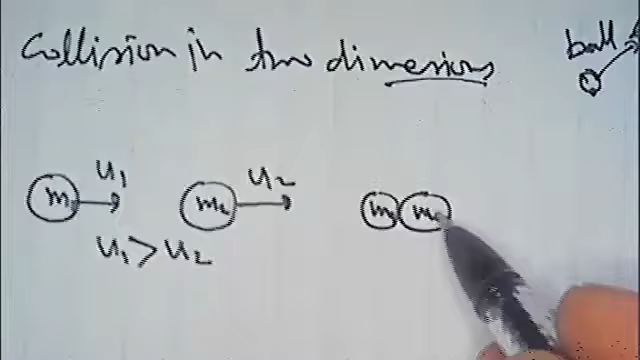 Collision in two dimensions
ball
m₁ u₁ m₂ u₂ m₁ m₂
u₁ > u₂